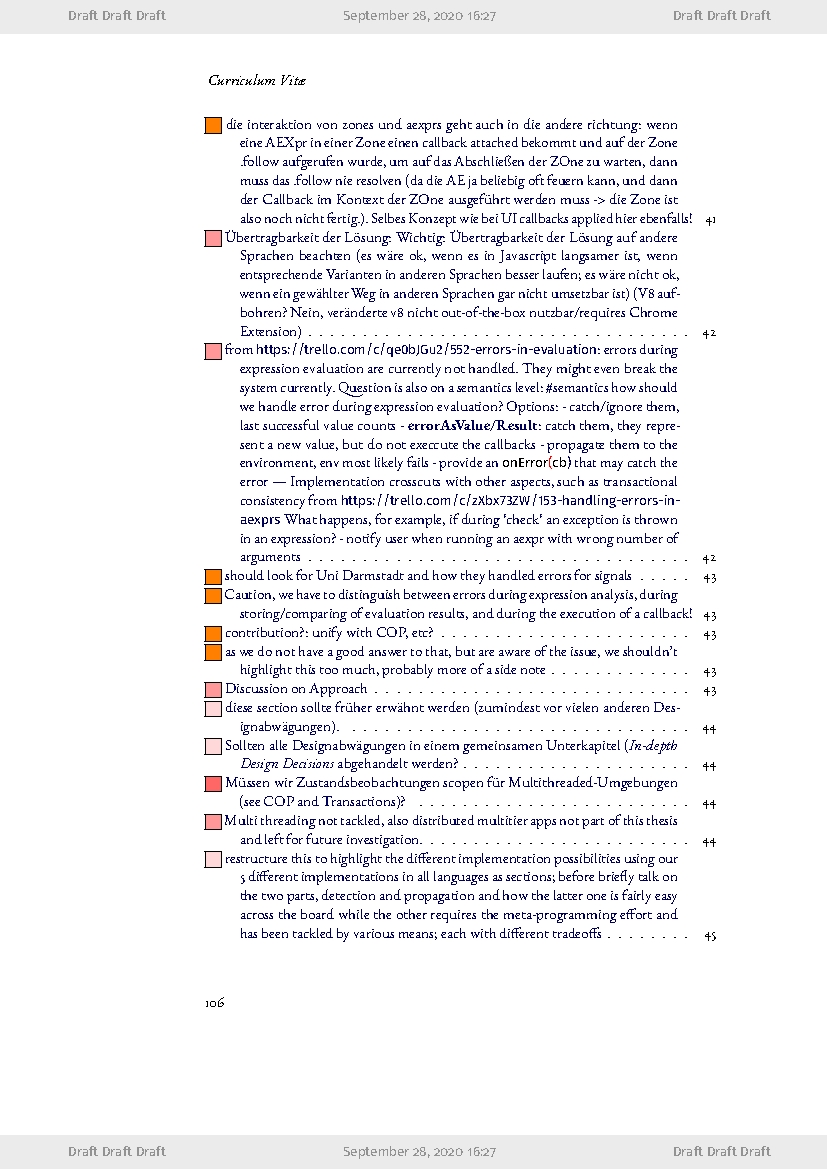 Draft Draft Draft September 28, 2020 16:27 Draft Draft Draft
Curriculum Vitæ
die interaktion von zones und aexprs geht auch in die andere richtung: wenn
eine AEXpr in einer Zone einen callback attached bekommt und auf der Zone
.follow aufgerufen wurde, um auf das Abschließen der ZOne zu warten, dann
muss das .follow nie resolven (da die AE ja beliebig oft feuern kann, und dann
der Callback im Kontext der ZOne ausgeführt werden muss -> die Zone ist
also noch nicht fertig.). Selbes Konzept wie bei UI callbacks applied hier ebenfalls! 41
Übertragbarkeit der Lösung: Wichtig: Übertragbarkeit der Lösung auf andere
Sprachen beachten (es wäre ok, wenn es in Javascript langsamer ist, wenn
entsprechende Varianten in anderen Sprachen besser laufen; es wäre nicht ok,
wenn ein gewählter Weg in anderen Sprachen gar nicht umsetzbar ist) (V8 auf-
bohren? Nein, veränderte v8 nicht out-of-the-box nutzbar/requires Chrome
Extension) . . . . . . . . . . . . . . . . . . . . . . . . . . . . . . . . . . . . . . 42
from https://trello.com/c/qe0bJGu2/552-errors-in-evaluation: errors during
expression evaluation are currently not handled. They might even break the
system currently. Question is also on a semantics level: #semantics how should
we handle error during expression evaluation? Options: - catch/ignore them,
last successful value counts - errorAsValue/Result: catch them, they repre-
sent a new value, but do not execcute the callbacks - propagate them to the
environment, env most likely fails - provide an onError(cb) that may catch the
error — Implementation crosscuts with other aspects, such as transactional
consistency from https://trello.com/c/zXbx73ZW/153-handling-errors-in-
aexprs What happens, for example, if during ‘check‘ an exception is thrown
in an expression? - notify user when running an aexpr with wrong number of
arguments . . . . . . . . . . . . . . . . . . . . . . . . . . . . . . . . . . . . . . 42
should look for Uni Darmstadt and how they handled errors for signals . . . . . 43
Caution, we have to distinguish between errors during expression analysis, during
storing/comparing of evaluation results, and during the execution of a callback! 43
contribution?: unify with COP, etc? . . . . . . . . . . . . . . . . . . . . . . . . . 43
as we do not have a good answer to that, but are aware of the issue, we shouldn’t
highlight this too much, probably more of a side note . . . . . . . . . . . . . . 43
Discussion on Approach . . . . . . . . . . . . . . . . . . . . . . . . . . . . . . . . 43
diese section sollte früher erwähnt werden (zumindest vor vielen anderen Des-
ignabwägungen). . . . . . . . . . . . . . . . . . . . . . . . . . . . . . . . . . . 44
Sollten alle Designabwägungen in einem gemeinsamen Unterkapitel (In-depth
Design Decisions abgehandelt werden? . . . . . . . . . . . . . . . . . . . . . . . 44
Müssen wir Zustandsbeobachtungen scopen für Multithreaded-Umgebungen
(see COP and Transactions)? . . . . . . . . . . . . . . . . . . . . . . . . . . . 44
Multi threading not tackled, also distributed multitier apps not part of this thesis
and left for future investigation. . . . . . . . . . . . . . . . . . . . . . . . . . . 44
restructure this to highlight the different implementation possibilities using our
5 different implementations in all languages as sections; before briefly talk on
the two parts, detection and propagation and how the latter one is fairly easy
across the board while the other requires the meta-programming effort and
has been tackled by various means; each with different tradeoffs . . . . . . . . 45
106
Draft Draft Draft September 28, 2020 16:27 Draft Draft Draft